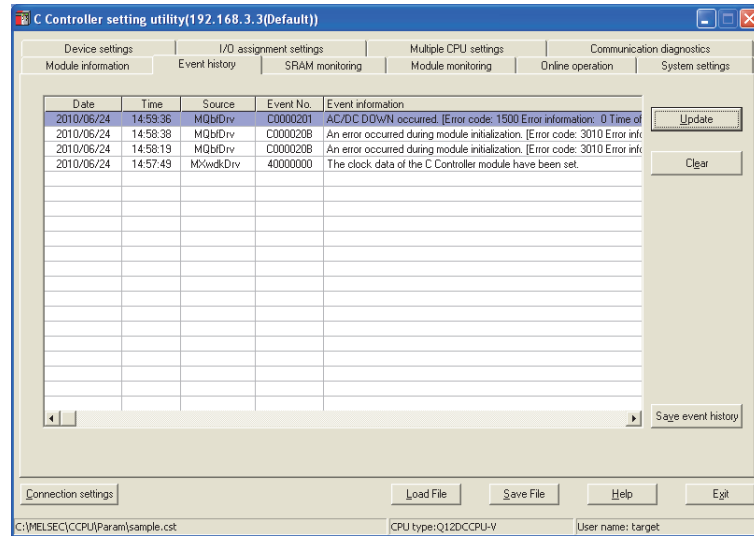 C Controller setting utility(192.168.3.3(Default))
Device settings I/O assignment settings Multiple CPU settings Communication diagnostics
Module information Event history SRAM monitoring Module monitoring Online operation System settings
Date Time Source Event No. Event information
2010/06/24 14:59:36 MQbfDrv C0000201 AC/DC DOWN occurred. [Error code: 1500 Error information: 0 Time of
2010/06/24 14:58:38 MQbfDrv C000020B An error occurred during module initialization. [Error code: 3010 Error info
2010/06/24 14:58:19 MQbfDrv C000020B An error occurred during module initialization. [Error code: 3010 Error info
2010/06/24 14:57:49 MXwdkDrv 40000000 The clock data of the C Controller module have been set.
Update
Clear
Save event history
Connection settings Load File Save File Help Exit
C:\MELSEC\CCPU\Param\sample.cst CPU type:Q12DCCPU-V User name: target